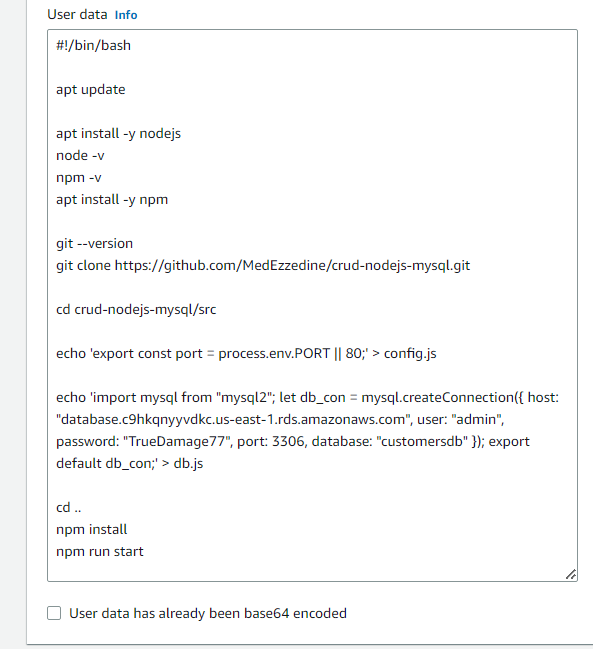 User data Info
#!/bin/bash
apt update
apt install -y nodejs
node -v
npm -v
apt install -y npm
git --version
git clone https://github.com/MedEzzedine/crud-nodejs-mysql.git
cd crud-nodejs-mysql/src
echo 'export const port = process.env.PORT || 80;' > config.js
echo 'import mysql from "mysql2"; let db_con = mysql.createConnection({ host:
"database.c9hkqnyyvdkc.us-east-1.rds.amazonaws.com", user: "admin",
password: "TrueDamage77", port: 3306, database: "customersdb" }); export
default db_con;' > db.js
cd ..
npm install
npm run start
User data has already been base64 encoded